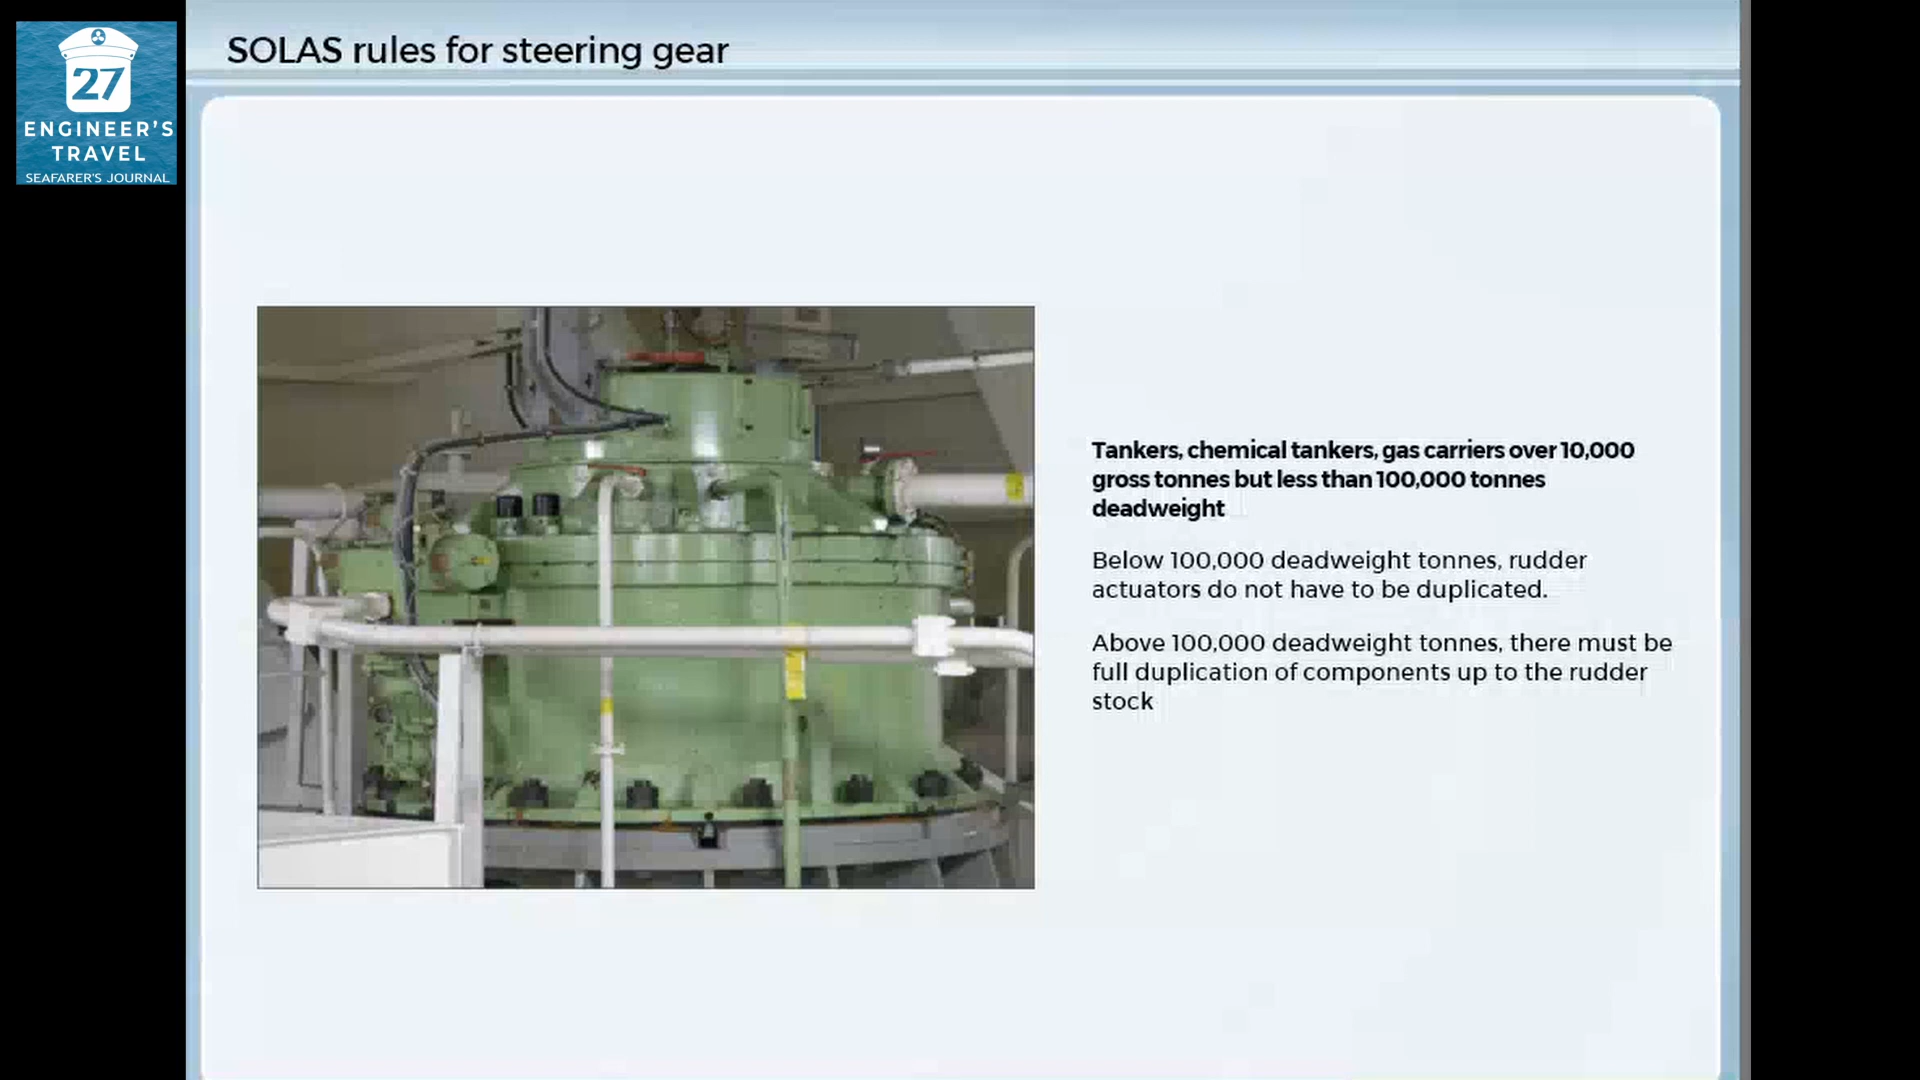 27
ENGINEER'S
TRAVEL
SEAFARER'S JOURNAL
SOLAS rules for steering gear
Tankers, chemical tankers, gas carriers over 10,000
gross tonnes but less than 100,000 tonnes
deadweight
Below 100,000 deadweight tonnes, rudder
actuators do not have to be duplicated.
Above 100,000 deadweight tonnes, there must be
full duplication of components up to the rudder
stock